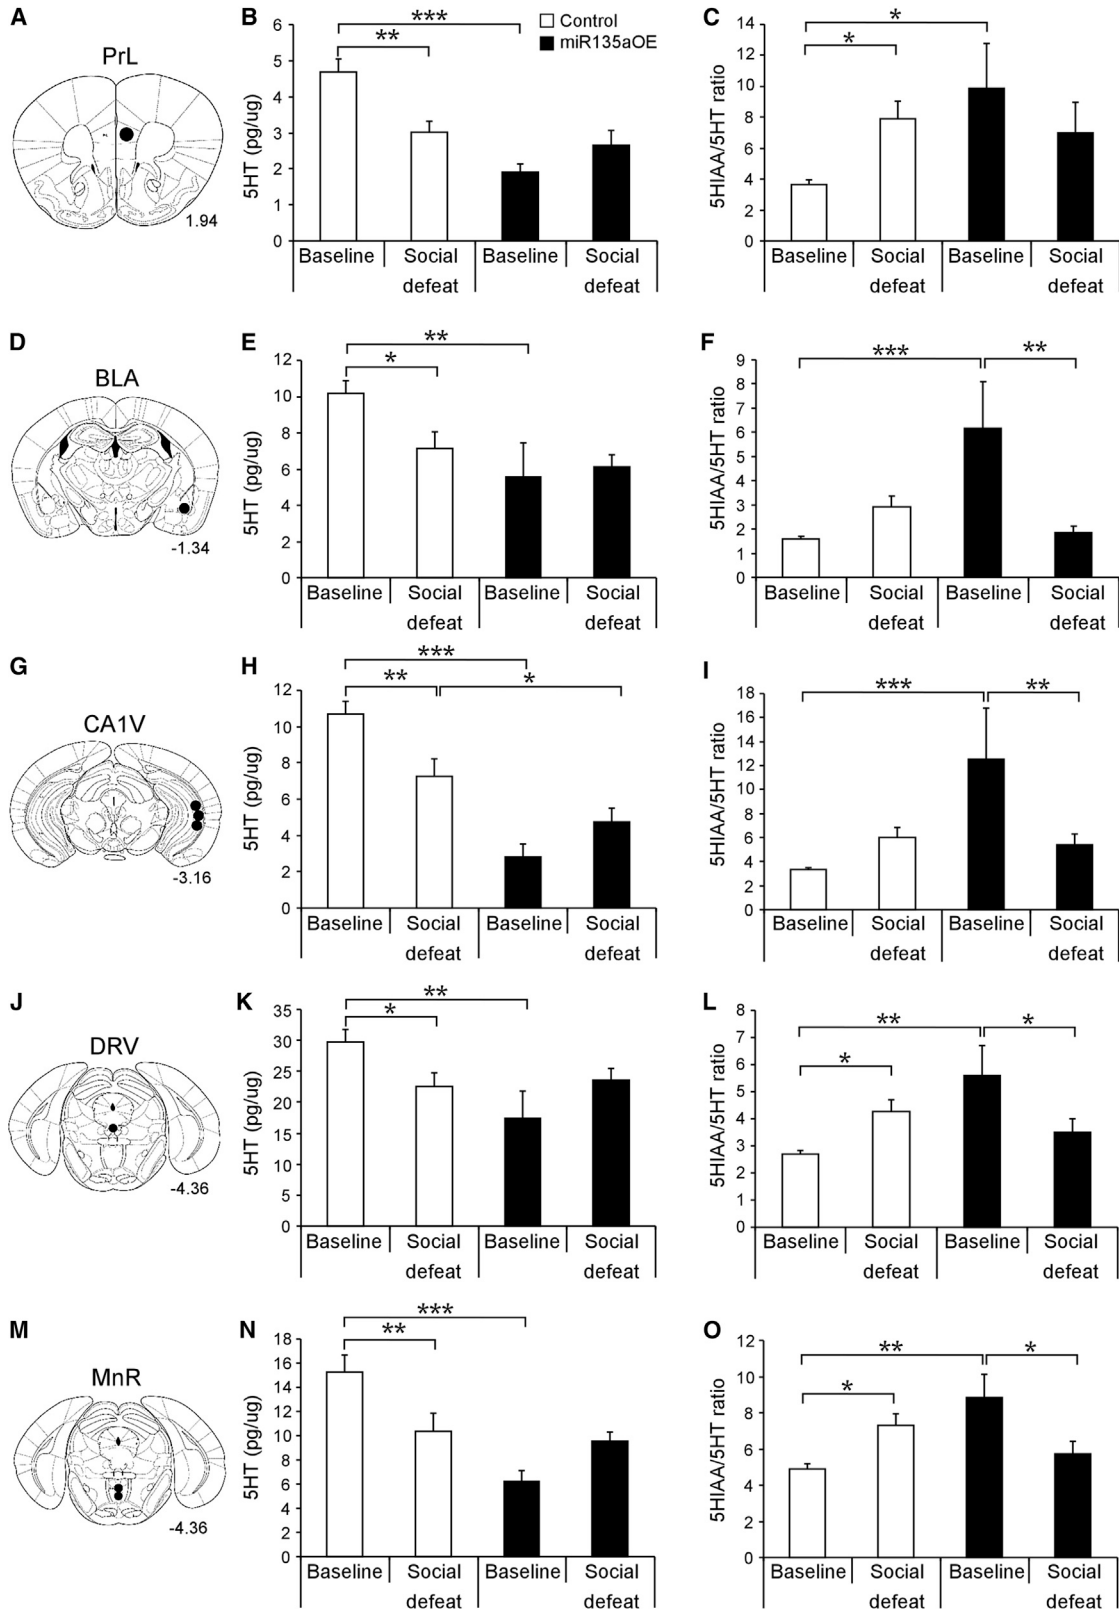 A
PrL
1.94
B
***
**
Control
miR135aOE
5HT (pg/ug)
6
5
4
3
2
1
0
Baseline Social defeat Baseline Social defeat
C
*
*
5HIAA/5HT ratio
14
12
10
8
6
4
2
0
Baseline Social defeat Baseline Social defeat
D
BLA
-1.34
E
**
*
5HT (pg/ug)
12
10
8
6
4
2
0
Baseline Social defeat Baseline Social defeat
F
*** **
5HIAA/5HT ratio
9
8
7
6
5
4
3
2
1
0
Baseline Social defeat Baseline Social defeat
G
CA1V
-3.16
H
***
** *
5HT (pg/ug)
12
10
8
6
4
2
0
Baseline Social defeat Baseline Social defeat
I
*** **
5HIAA/5HT ratio
18
16
14
12
10
8
6
4
2
0
Baseline Social defeat Baseline Social defeat
J
DRV
-4.36
K
**
*
5HT (pg/ug)
35
30
25
20
15
10
5
0
Baseline Social defeat Baseline Social defeat
L
** *
*
5HIAA/5HT ratio
8
7
6
5
4
3
2
1
0
Baseline Social defeat Baseline Social defeat
M
MnR
-4.36
N
***
**
5HT (pg/ug)
18
16
14
12
10
8
6
4
2
0
Baseline Social defeat Baseline Social defeat
O
** *
*
5HIAA/5HT ratio
12
10
8
6
4
2
0
Baseline Social defeat Baseline Social defeat